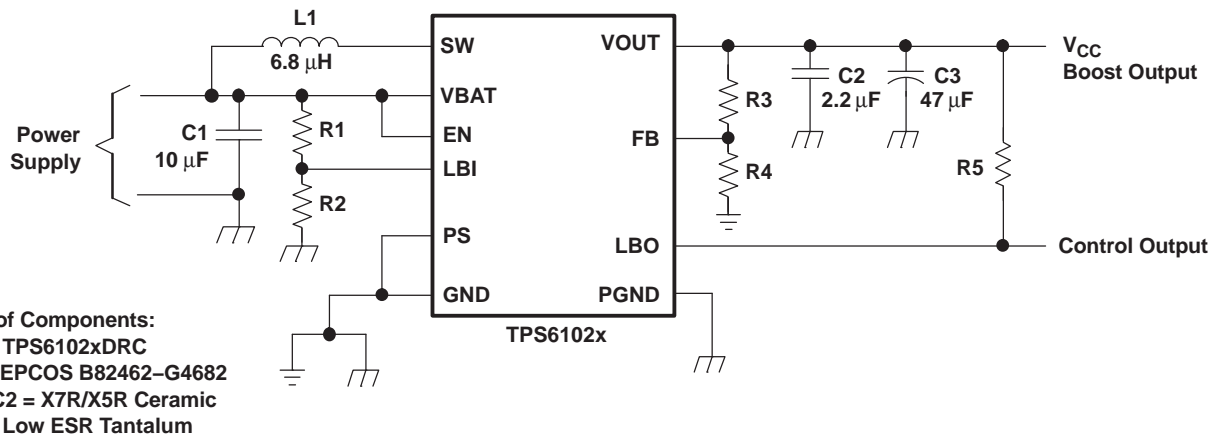 L1
6.8 μH
SW
VBAT
EN
LBI
PS
GND
VOUT
FB
LBO
PGND
TPS6102x
Power
Supply
C1
10 μF
R1
R2
R3
R4
C2
2.2 μF
C3
47 μF
R5
VCC
Boost Output
Control Output
of Components:
TPS6102xDRC
EPCOS B82462–G4682
C2 = X7R/X5R Ceramic
Low ESR Tantalum